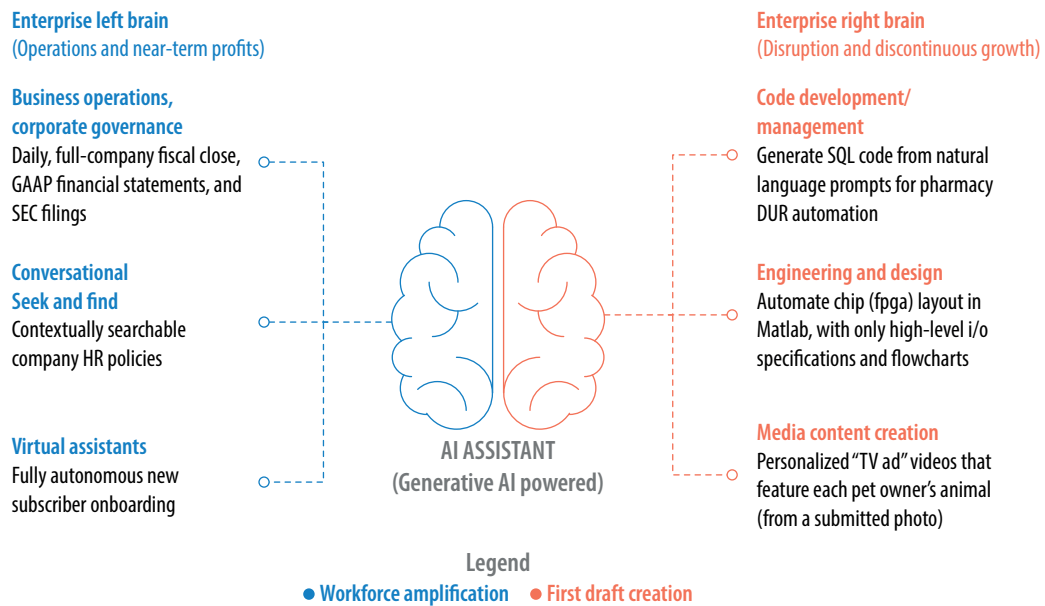 Enterprise left brain
(Operations and near-term profits)
Business operations,
corporate governance
Daily, full-company fiscal close,
GAAP financial statements, and
SEC filings
Conversational
Seek and find
Contextually searchable
company HR policies
Virtual assistants
Fully autonomous new
subscriber onboarding
AI ASSISTANT
(Generative AI powered)
Enterprise right brain
(Disruption and discontinuous growth)
Code development/
management
Generate SQL code from natural
language prompts for pharmacy
DUR automation
Engineering and design
Automate chip (fpga) layout in
Matlab, with only high-level i/o
specifications and flowcharts
Media content creation
Personalized “TV ad” videos that
feature each pet owner’s animal
(from a submitted photo)
Legend
Workforce amplification
First draft creation